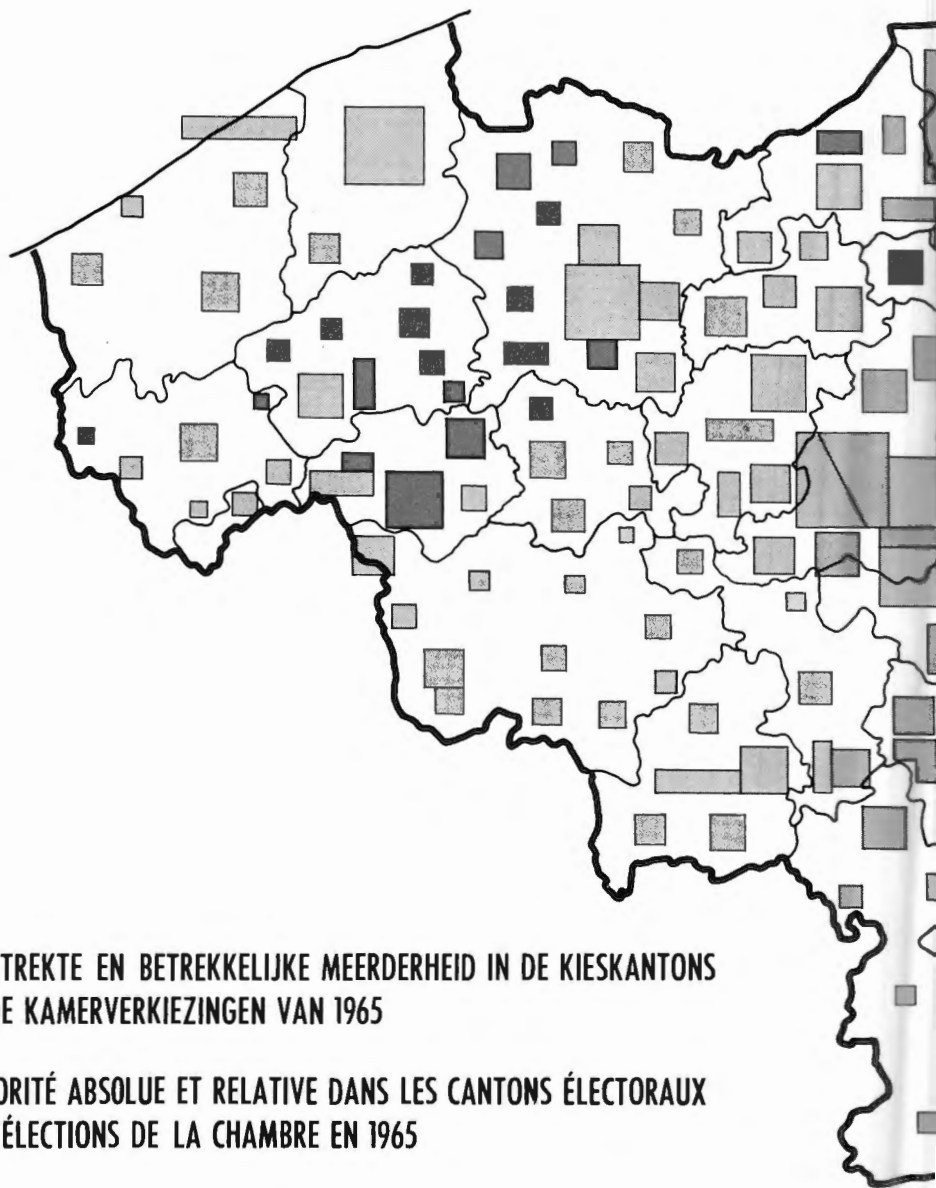 TREKTE EN BETREKKELIJKE MEERDERHEID IN DE KIESKANTONS
E KAMERVERKIEZINGEN VAN 1965
ORITÉ ABSOLUE ET RELATIVE DANS LES CANTONS ÉLECTORAUX
ÉLECTIONS DE LA CHAMBRE EN 1965